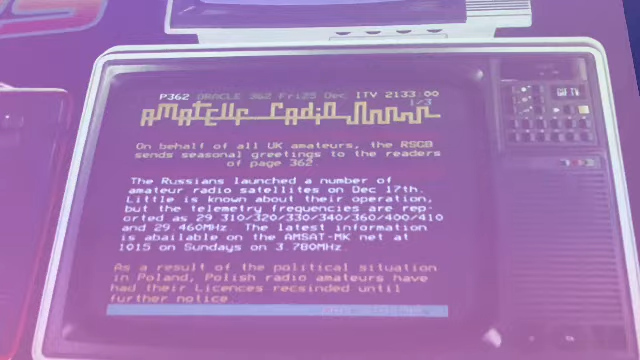 P362 ORACLE 362 Fri25 Dec ITV 2133:00
1/3
amateur radio
On behalf of all UK amateurs, the RSGB
sends seasonal greetings to the readers
of page 362.
The Russians launched a number of
amateur radio satellites on Dec 17th.
Little is known about their operation,
but the telemetry frequencies are rep-
orted as 29 310/320/330/340/360/400/410
and 29.460MHz. The latest information
is abailable on the AMSAT-MK net at
1015 on Sundays on 3.780MHz.
As a result of the political situation
in Poland, Polish radio amateurs have
had their Licences recsinded until
further notice.